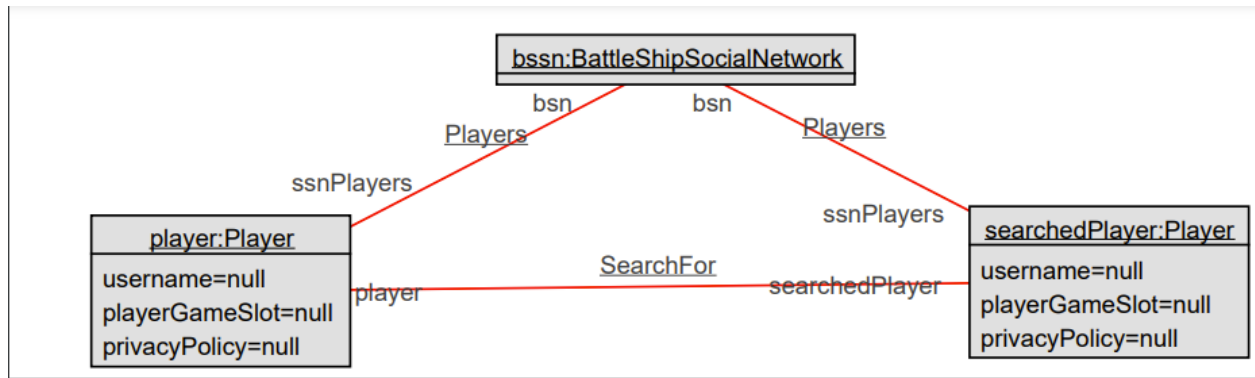 bssn:BattleShipSocialNetwork
bsn
bsn
Players
Players
ssnPlayers
ssnPlayers
player:Player
username=null
playerGameSlot=null
privacyPolicy=null
SearchFor
player
searchedPlayer
searchedPlayer:Player
username=null
playerGameSlot=null
privacyPolicy=null